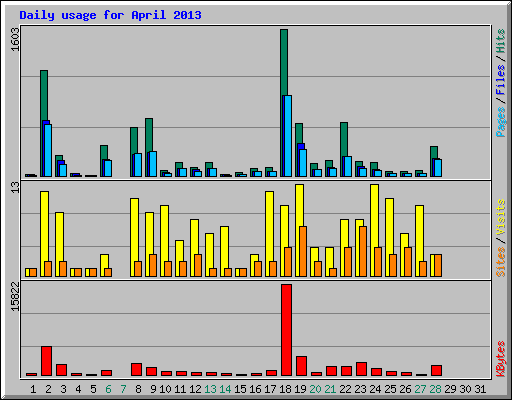 Daily usage for April 2013
1603
Pages / Files / Hits
13
Sites / Visits
15822
KBytes
1 2 3 4 5 6 7 8 9 10 11 12 13 14 15 16 17 18 19 20 21 22 23 24 25 26 27 28 29 30 31